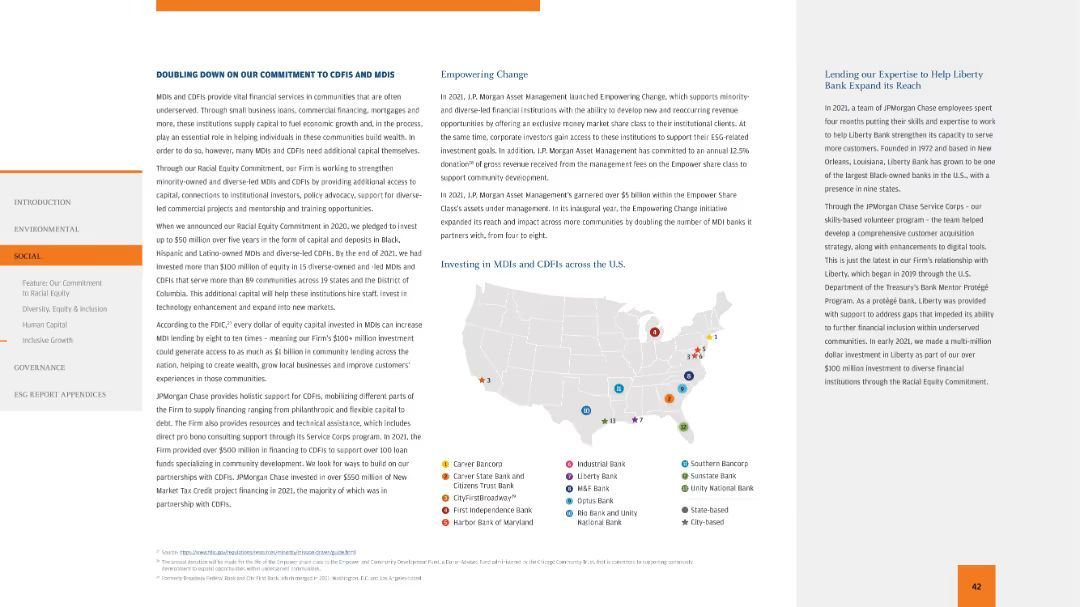 INTRODUCTION
ENVIRONMENTAL
SOCIAL
Feature: Our Commitment
to Racial Equity
Diversity, Equity & Inclusion
Human Capital
Inclusive Growth
GOVERNANCE
ESG REPORT APPENDICES
DOUBLING DOWN ON OUR COMMITMENT TO CDFIS AND MDIS
MDIs and CDFIs provide vital financial services in communities that are often
underserved. Through small business loans, commercial financing, mortgages and
more, these institutions supply capital to fuel economic growth and, in the process,
play an essential role in helping individuals in these communities build wealth. In
order to do so, however, many MDIs and CDFIs need additional capital themselves.
Through our Racial Equity Commitment, our Firm is working to strengthen
minority-owned and diverse-led MDIs and CDFIs by providing additional access to
capital, connections to institutional investors, policy advocacy, support for diverse-
led commercial projects and mentorship and training opportunities.
When we announced our Racial Equity Commitment in 2020, we pledged to invest
up to $50 million over five years in the form of capital and deposits in Black,
Hispanic and Latino-owned MDIs and diverse-led CDFIs. By the end of 2021, we had
invested more than $100 million of equity in 15 diverse-owned and -led MDIs and
CDFIs that serve more than 89 communities across 19 states and the District of
Columbia. This additional capital will help these institutions hire staff, invest in
technology enhancement and expand into new markets.
According to the FDIC,²⁷ every dollar of equity capital invested in MDIs can increase
MDI lending by eight to ten times – meaning our Firm's $100+ million investment
could generate access to as much as $1 billion in community lending across the
nation, helping to create wealth, grow local businesses and improve customers'
experiences in those communities.
JPMorgan Chase provides holistic support for CDFIs, mobilizing different parts of
the Firm to supply financing ranging from philanthropic and flexible capital to
debt. The Firm also provides resources and technical assistance, which includes
direct pro bono consulting support through its Service Corps program. In 2021, the
Firm provided over $500 million in financing to CDFIs to support over 100 loan
funds specializing in community development. We look for ways to build on our
partnerships with CDFIs. JPMorgan Chase invested in over $550 million of New
Market Tax Credit project financing in 2021, the majority of which was in
partnership with CDFIs.
Empowering Change
In 2021, J.P. Morgan Asset Management launched Empowering Change, which supports minority-
and diverse-led financial institutions with the ability to develop new and reoccurring revenue
opportunities by offering an exclusive money market share class to their institutional clients. At
the same time, corporate investors gain access to these institutions to support their ESG-related
investment goals. In addition, J.P. Morgan Asset Management has committed to an annual 12.5%
donation²⁸ of gross revenue received from the management fees on the Empower share class to
support community development.
In 2021, J.P. Morgan Asset Management's garnered over $5 billion within the Empower Share
Class's assets under management. In its inaugural year, the Empowering Change initiative
expanded its reach and impact across more communities by doubling the number of MDI banks it
partners with, from four to eight.
Investing in MDIs and CDFIs across the U.S.
4
1
5
3
6
8
3
11
9
2
10
13
7
12
1 Carver Bancorp
2 Carver State Bank and
Citizens Trust Bank
3 CityFirstBroadway²⁹
4 First Independence Bank
5 Harbor Bank of Maryland
6 Industrial Bank
7 Liberty Bank
8 M&F Bank
9 Optus Bank
10 Rio Bank and Unity
National Bank
11 Southern Bancorp
12 Sunstate Bank
13 Unity National Bank
State-based
City-based
Lending our Expertise to Help Liberty
Bank Expand its Reach
In 2021, a team of JPMorgan Chase employees spent
four months putting their skills and expertise to work
to help Liberty Bank strengthen its capacity to serve
more customers. Founded in 1972 and based in New
Orleans, Louisiana, Liberty Bank has grown to be one
of the largest Black-owned banks in the U.S., with a
presence in nine states.
Through the JPMorgan Chase Service Corps – our
skills-based volunteer program – the team helped
develop a comprehensive customer acquisition
strategy, along with enhancements to digital tools.
This is just the latest in our Firm's relationship with
Liberty, which began in 2019 through the U.S.
Department of the Treasury's Bank Mentor Protégé
Program. As a protégé bank, Liberty was provided
with support to address gaps that impeded its ability
to further financial inclusion within underserved
communities. In early 2021, we made a multi-million
dollar investment in Liberty as part of our over
$100 million investment to diverse financial
institutions through the Racial Equity Commitment.
²⁷ Source:
²⁸ The annual donation will be made for the life of the Empower share class to the Empower and Community Development Fund, a Donor-Advised Fund administered by the Chicago Community Trust, that is committed to supporting community
development to expand opportunities within underserved communities.
²⁹ Formerly Broadway Federal Bank and City First Bank, which merged in 2021; Washington, D.C. and Los Angeles-based
42